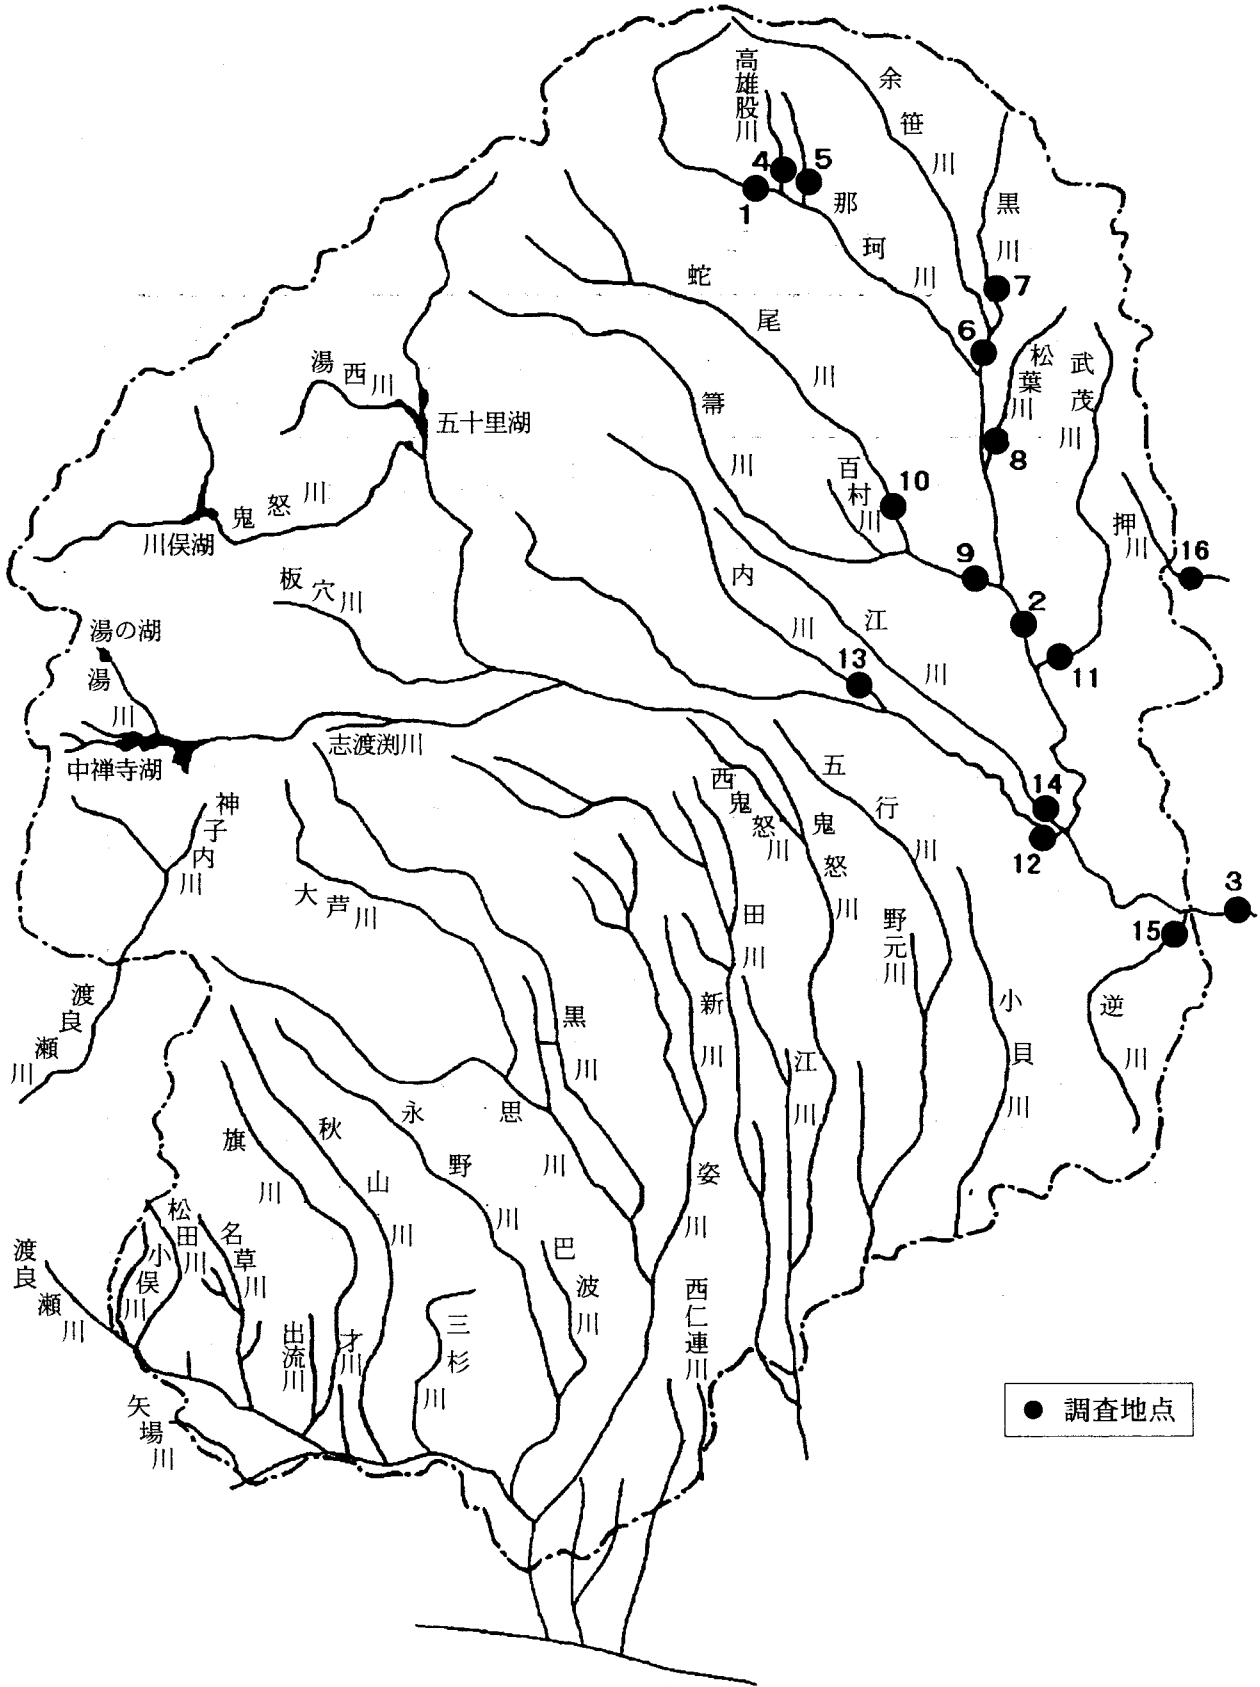 高雄股川
余笹川
黒川
4
5
1
那珂川
7
6
蛇尾川
松葉川
武茂川
湯西川
五十里湖
箒川
8
百村川
10
押川
鬼怒川
川俣湖
9
16
板穴川
内川
江川
2
湯の湖
湯川
13
11
志渡渕川
中禅寺湖
西鬼怒川
鬼怒川
五行川
14
12
神子内川
大芦川
田川
野元川
3
15
渡良瀬川
黒川
新川
江川
小貝川
逆川
旗川
秋山川
永野川
思川
姿川
松田川
小俣川
名草川
渡良瀬川
巴波川
西仁連川
出流川
才川
三杉川
矢場川
● 調査地点